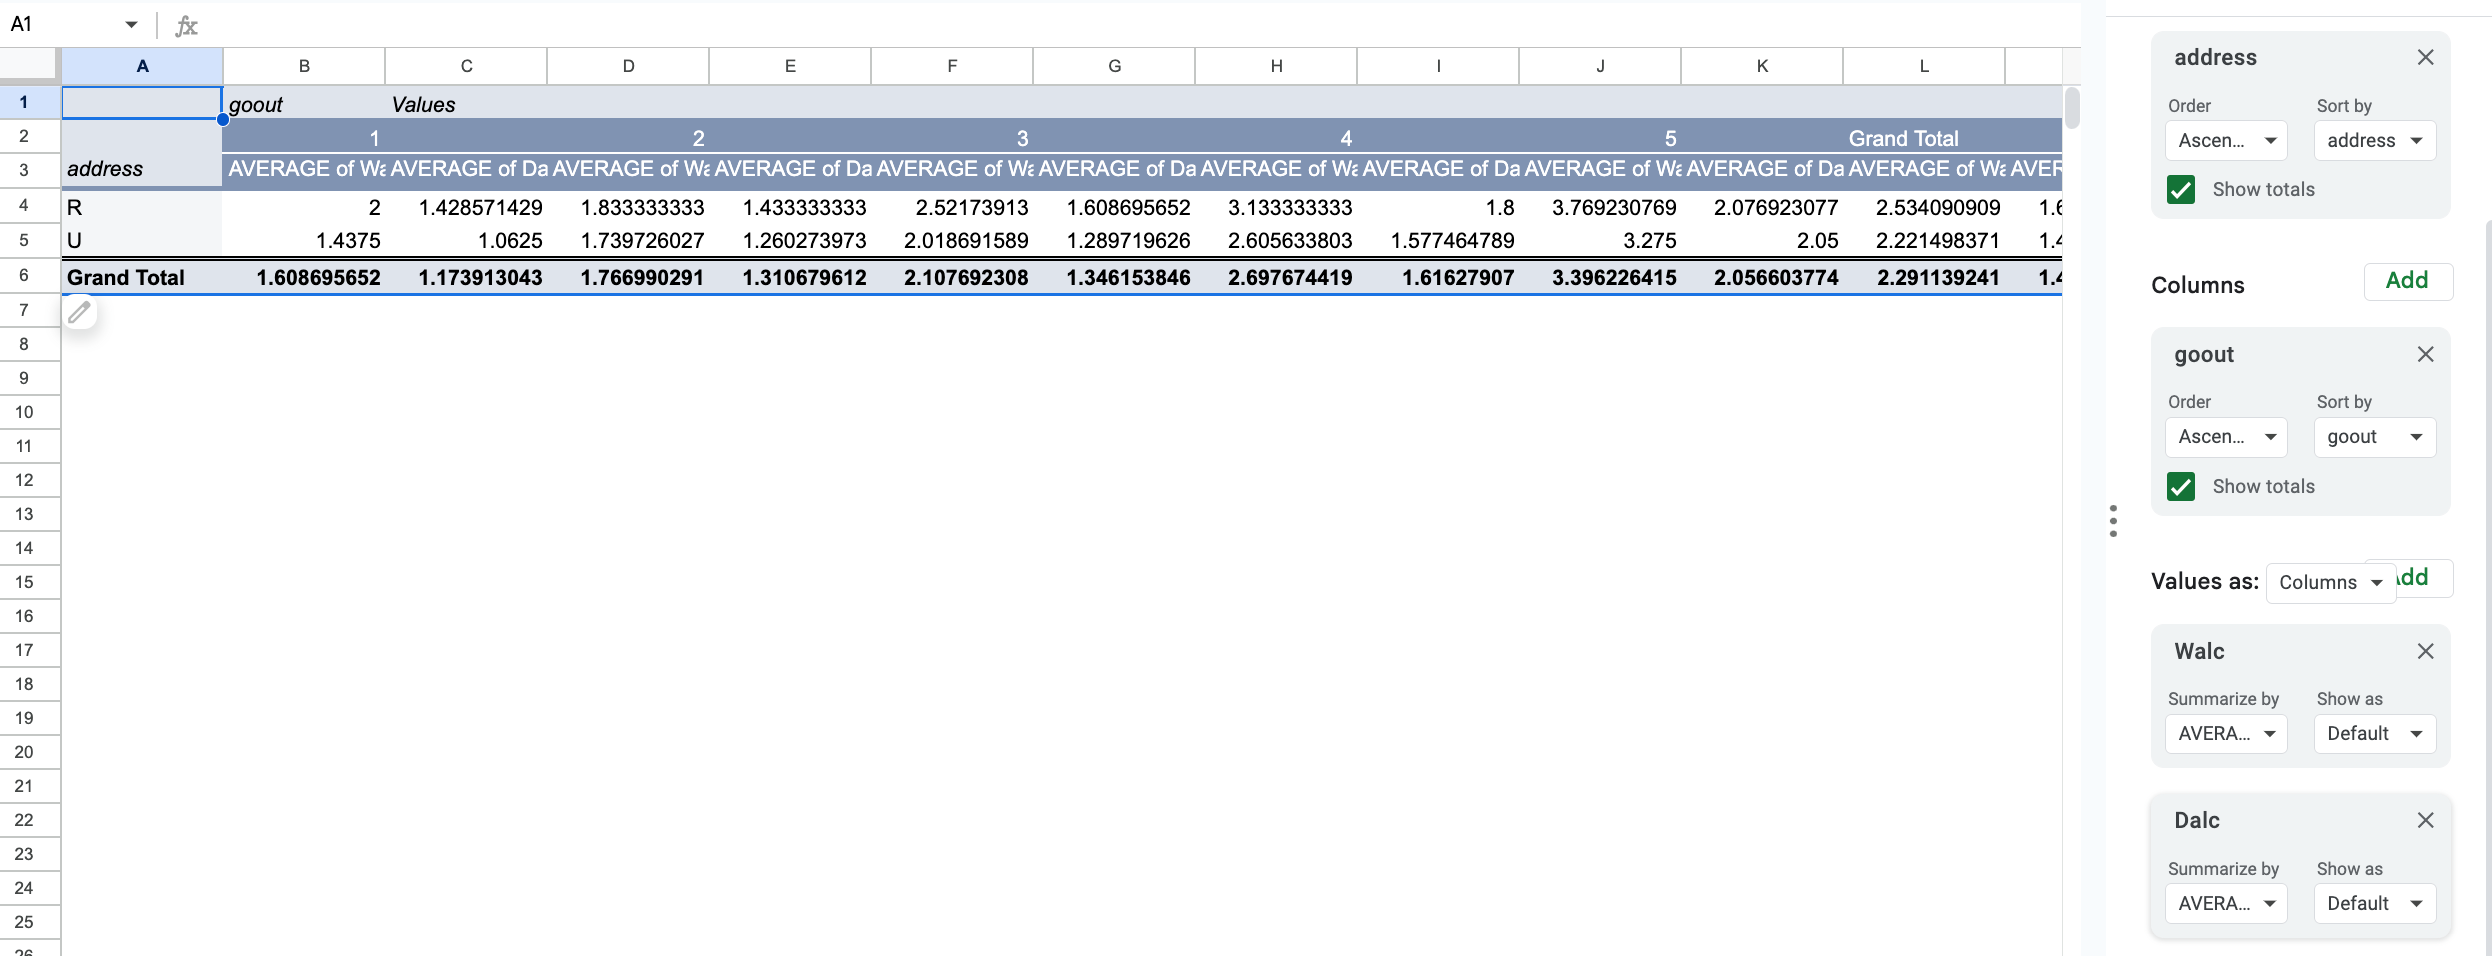 A1 fx
A B C D E F G H I J K L
1 goout Values
2 1 2 3 4 5 Grand Total
3 address AVERAGE of Wa AVERAGE of Da AVERAGE of Wa AVERAGE of Da AVERAGE of Wa AVERAGE of Da AVERAGE of Wa AVERAGE of Da AVERAGE of Wa AVERAGE of Da AVERAGE of Wa AVER
4 R 2 1.428571429 1.833333333 1.433333333 2.52173913 1.608695652 3.133333333 1.8 3.769230769 2.076923077 2.534090909 1.6
5 U 1.4375 1.0625 1.739726027 1.260273973 2.018691589 1.289719626 2.605633803 1.577464789 3.275 2.05 2.221498371 1.4
6 Grand Total 1.608695652 1.173913043 1.766990291 1.310679612 2.107692308 1.346153846 2.697674419 1.61627907 3.396226415 2.056603774 2.291139241 1.4
7
8
9
10
11
12
13
14
15
16
17
18
19
20
21
22
23
24
25
26
address
Order Sort by
Ascen... address
Show totals
Columns Add
goout
Order Sort by
Ascen... goout
Show totals
Values as: Columns Add
Walc
Summarize by Show as
AVERA... Default
Dalc
Summarize by Show as
AVERA... Default